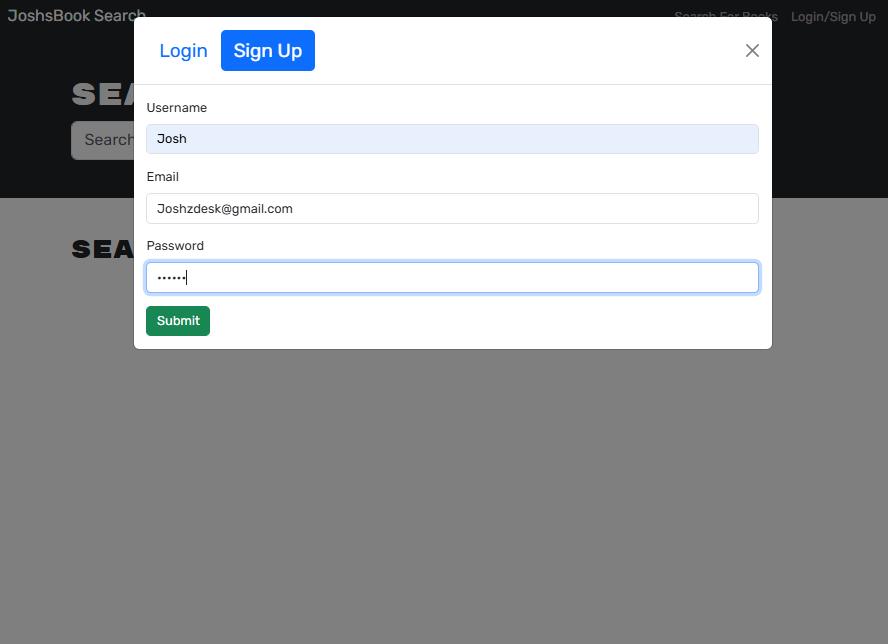 JoshsBook Search
Search For Books Login/Sign Up
Login Sign Up
SEA
Search
Username
Josh
Email
Joshzdesk@gmail.com
SEA
Password
••••••
Submit